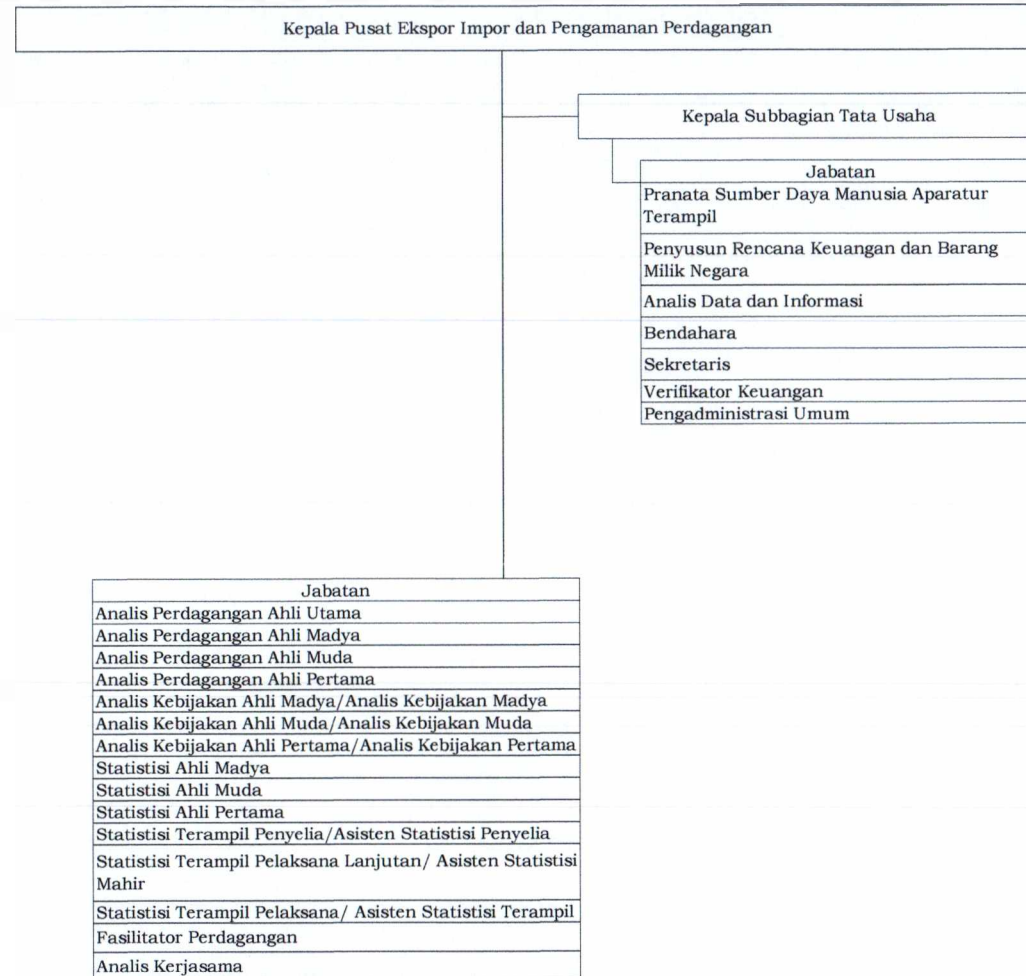 Kepala Pusat Ekspor Impor dan Pengamanan Perdagangan
Kepala Subbagian Tata Usaha
Jabatan
Pranata Sumber Daya Manusia Aparatur
Terampil
Penyusun Rencana Keuangan dan Barang
Milik Negara
Analis Data dan Informasi
Bendahara
Sekretaris
Verifikator Keuangan
Pengadministrasi Umum
Jabatan
Analis Perdagangan Ahli Utama
Analis Perdagangan Ahli Madya
Analis Perdagangan Ahli Muda
Analis Perdagangan Ahli Pertama
Analis Kebijakan Ahli Madya/Analis Kebijakan Madya
Analis Kebijakan Ahli Muda/Analis Kebijakan Muda
Analis Kebijakan Ahli Pertama/Analis Kebijakan Pertama
Statistisi Ahli Madya
Statistisi Ahli Muda
Statistisi Ahli Pertama
Statistisi Terampil Penyelia/Asisten Statistisi Penyelia
Statistisi Terampil Pelaksana Lanjutan/ Asisten Statistisi
Mahir
Statistisi Terampil Pelaksana/ Asisten Statistisi Terampil
Fasilitator Perdagangan
Analis Kerjasama